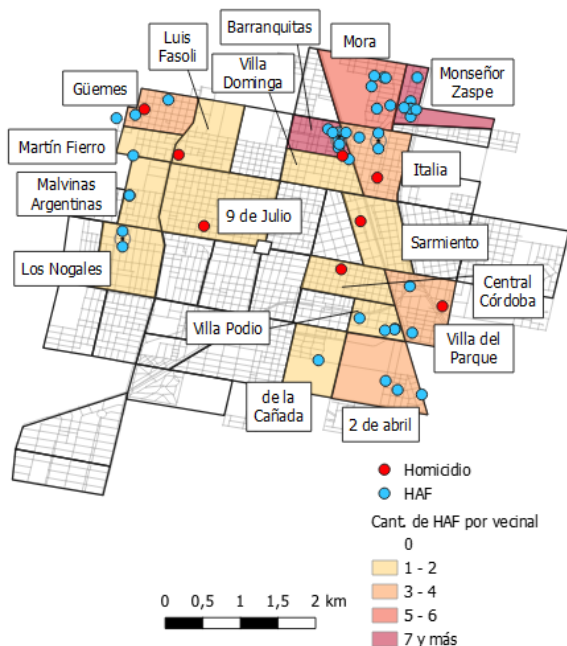 Barranquitas
Luis
Fasoli
Mora
Villa
Dominga
Monseñor
Zaspe
Güemes
Martín Fierro
Italia
Malvinas
Argentinas
9 de Julio
Sarmiento
Los Nogales
Central
Córdoba
Villa Podio
Villa del
Parque
de la
Cañada
2 de abril
Homicidio
HAF
Cant. de HAF por vecinal
0
1 - 2
3 - 4
5 - 6
7 y más
0 0,5 1 1,5 2 km